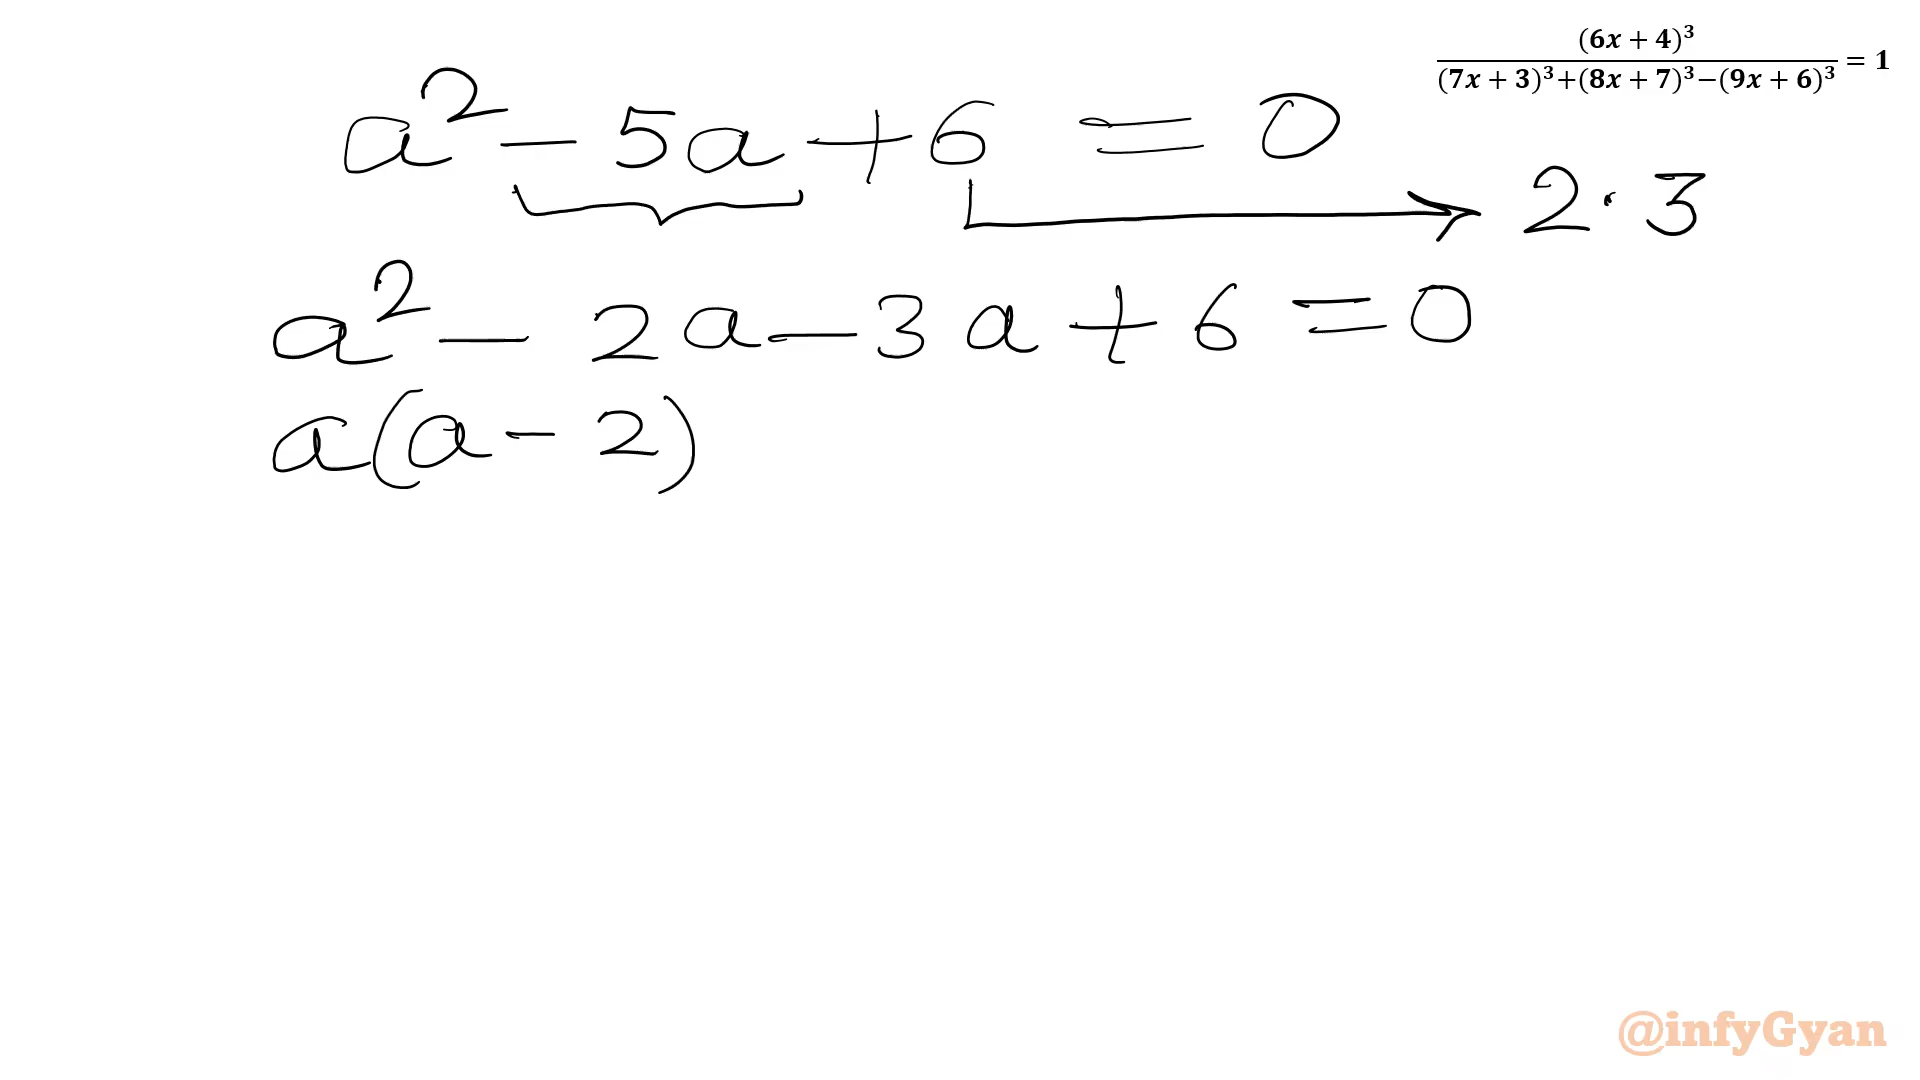 (6x + 4)³
(7x + 3)³+(8x + 7)³−(9x + 6)³ = 1
a² − 5a + 6 = 0
2 · 3
a² − 2a − 3a + 6 = 0
a(a − 2)
@infyGyan